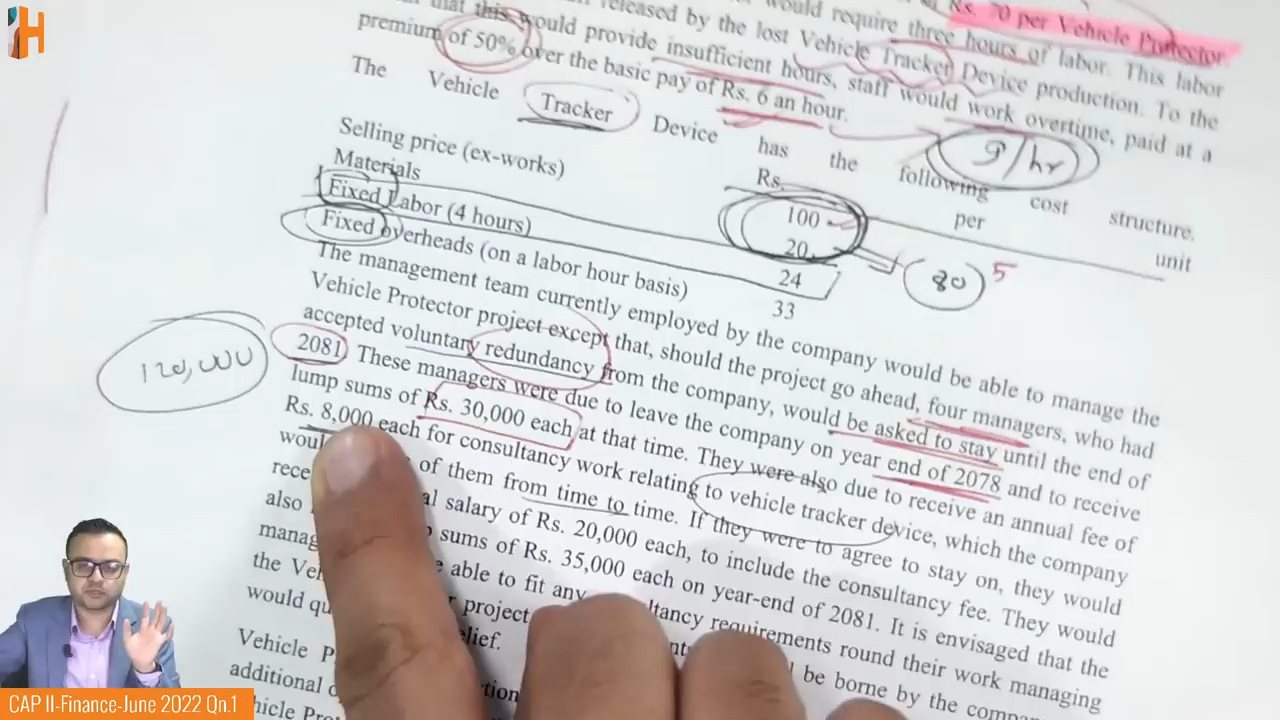 H
would require three hours of labor. This labor
Rs. 70 per Vehicle Protector.
that this would provide insufficient hours, staff would work overtime, paid at a
released by the lost Vehicle Tracker Device production. To the
premium of 50% over the basic pay of Rs. 6 an hour.
9/hr
The Vehicle Tracker Device has the following cost structure.
Rs. per unit
Selling price (ex-works) 100
Materials 20
80 5
Fixed Labor (4 hours) 24
Fixed overheads (on a labor hour basis) 33
The management team currently employed by the company would be able to manage the
Vehicle Protector project except that, should the project go ahead, four managers, who had
accepted voluntary redundancy from the company, would be asked to stay until the end of
120,000
2081. These managers were due to leave the company on year end of 2078 and to receive
lump sums of Rs. 30,000 each at that time. They were also due to receive an annual fee of
Rs. 8,000 each for consultancy work relating to vehicle tracker device, which the company
of them from time to time. If they were to agree to stay on, they would
salary of Rs. 20,000 each, to include the consultancy fee. They would
also sums of Rs. 35,000 each on year-end of 2081. It is envisaged that the
able to fit any requirements round their work managing
the project
would be borne by the company
Vehicle
additional
CAP II-Finance-June 2022 Qn.1